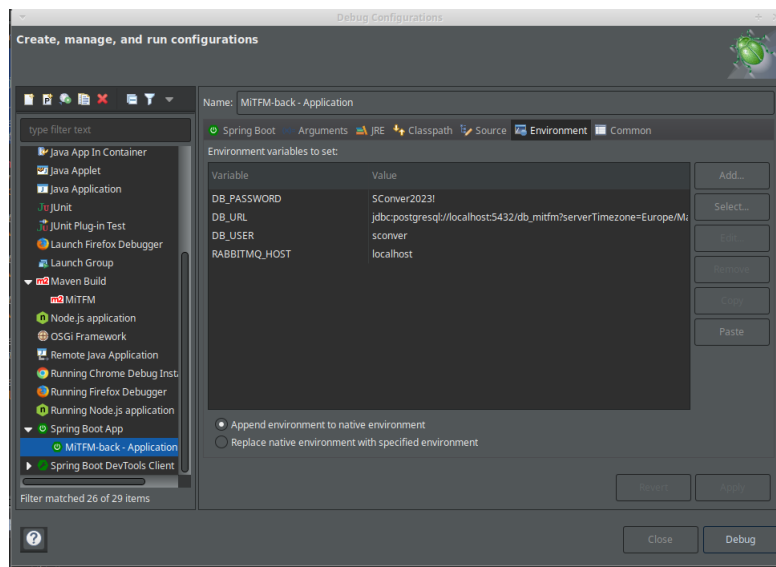 Debug Configurations
Create, manage, and run configurations
type filter text
Java App In Container
Java Applet
Java Application
JUnit
JUnit Plug-in Test
Launch Firefox Debugger
Launch Group
Maven Build
MiTFM
Node.js application
OSGi Framework
Remote Java Application
Running Chrome Debug Inst
Running Firefox Debugger
Running Node.js application
Spring Boot App
MiTFM-back - Application
Spring Boot DevTools Client
Filter matched 26 of 29 items
Name: MiTFM-back - Application
Spring Boot Arguments JRE Classpath Source Environment Common
Environment variables to set:
Variable Value
DB_PASSWORD SConver2023!
DB_URL jdbc:postgresql://localhost:5432/db_mitfm?serverTimezone=Europe/Ma
DB_USER sconver
RABBITMQ_HOST localhost
Add...
Select...
Edit...
Remove
Copy
Paste
Append environment to native environment
Replace native environment with specified environment
Revert Apply
Close Debug